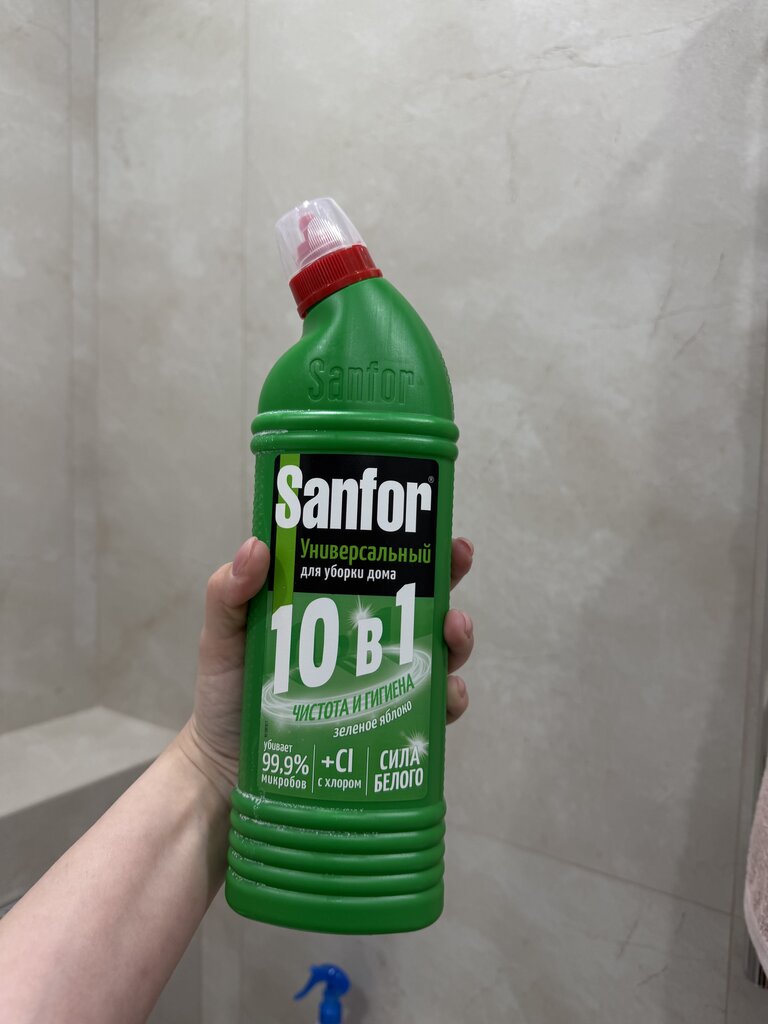 Sanfor
Sanfor®
Универсальный
для уборки дома
10 в 1
ЧИСТОТА И ГИГИЕНА
зеленое яблоко
убивает
99,9%
микробов
+Cl
с хлором
СИЛА
БЕЛОГО